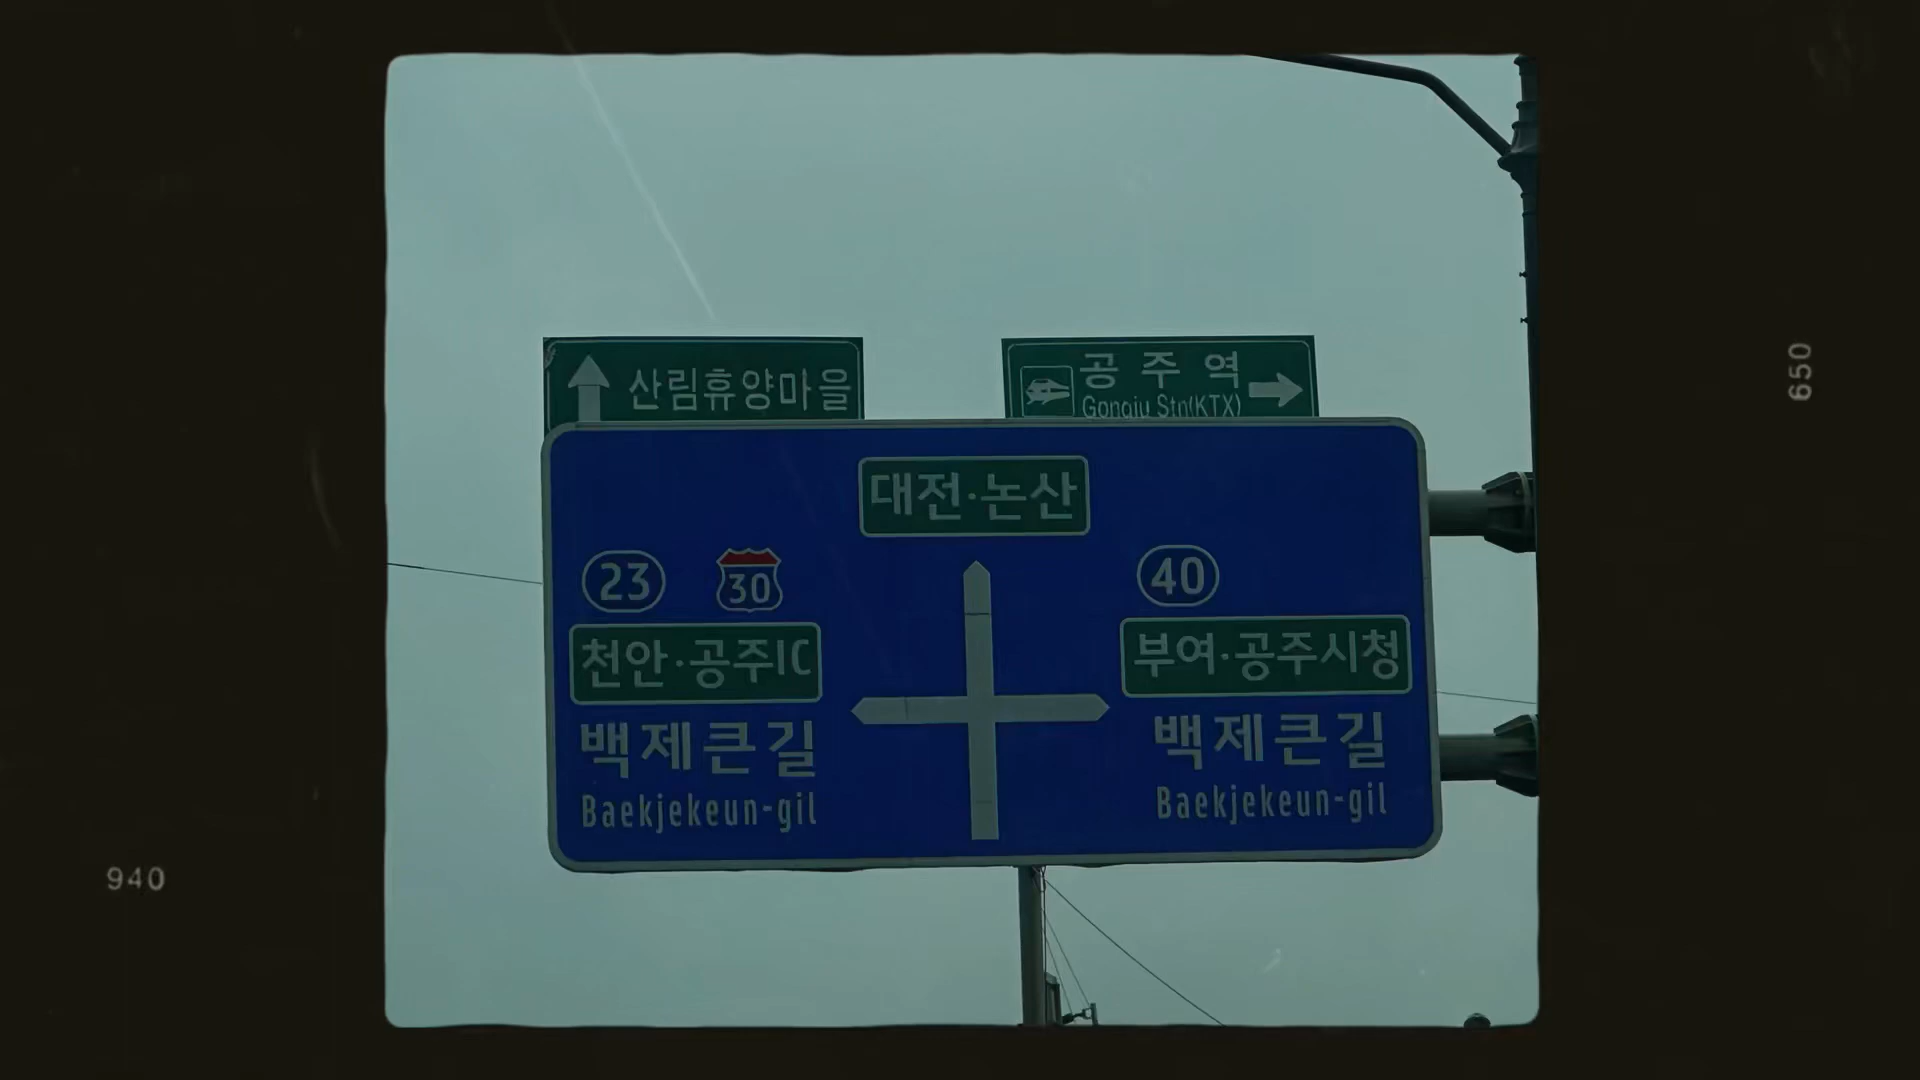 산림휴양마을
공주역
Gongju Stn(KTX)
대전·논산
23 30
천안·공주IC
백제큰길
Baekjekeun-gil
40
부여·공주시청
백제큰길
Baekjekeun-gil
650
940